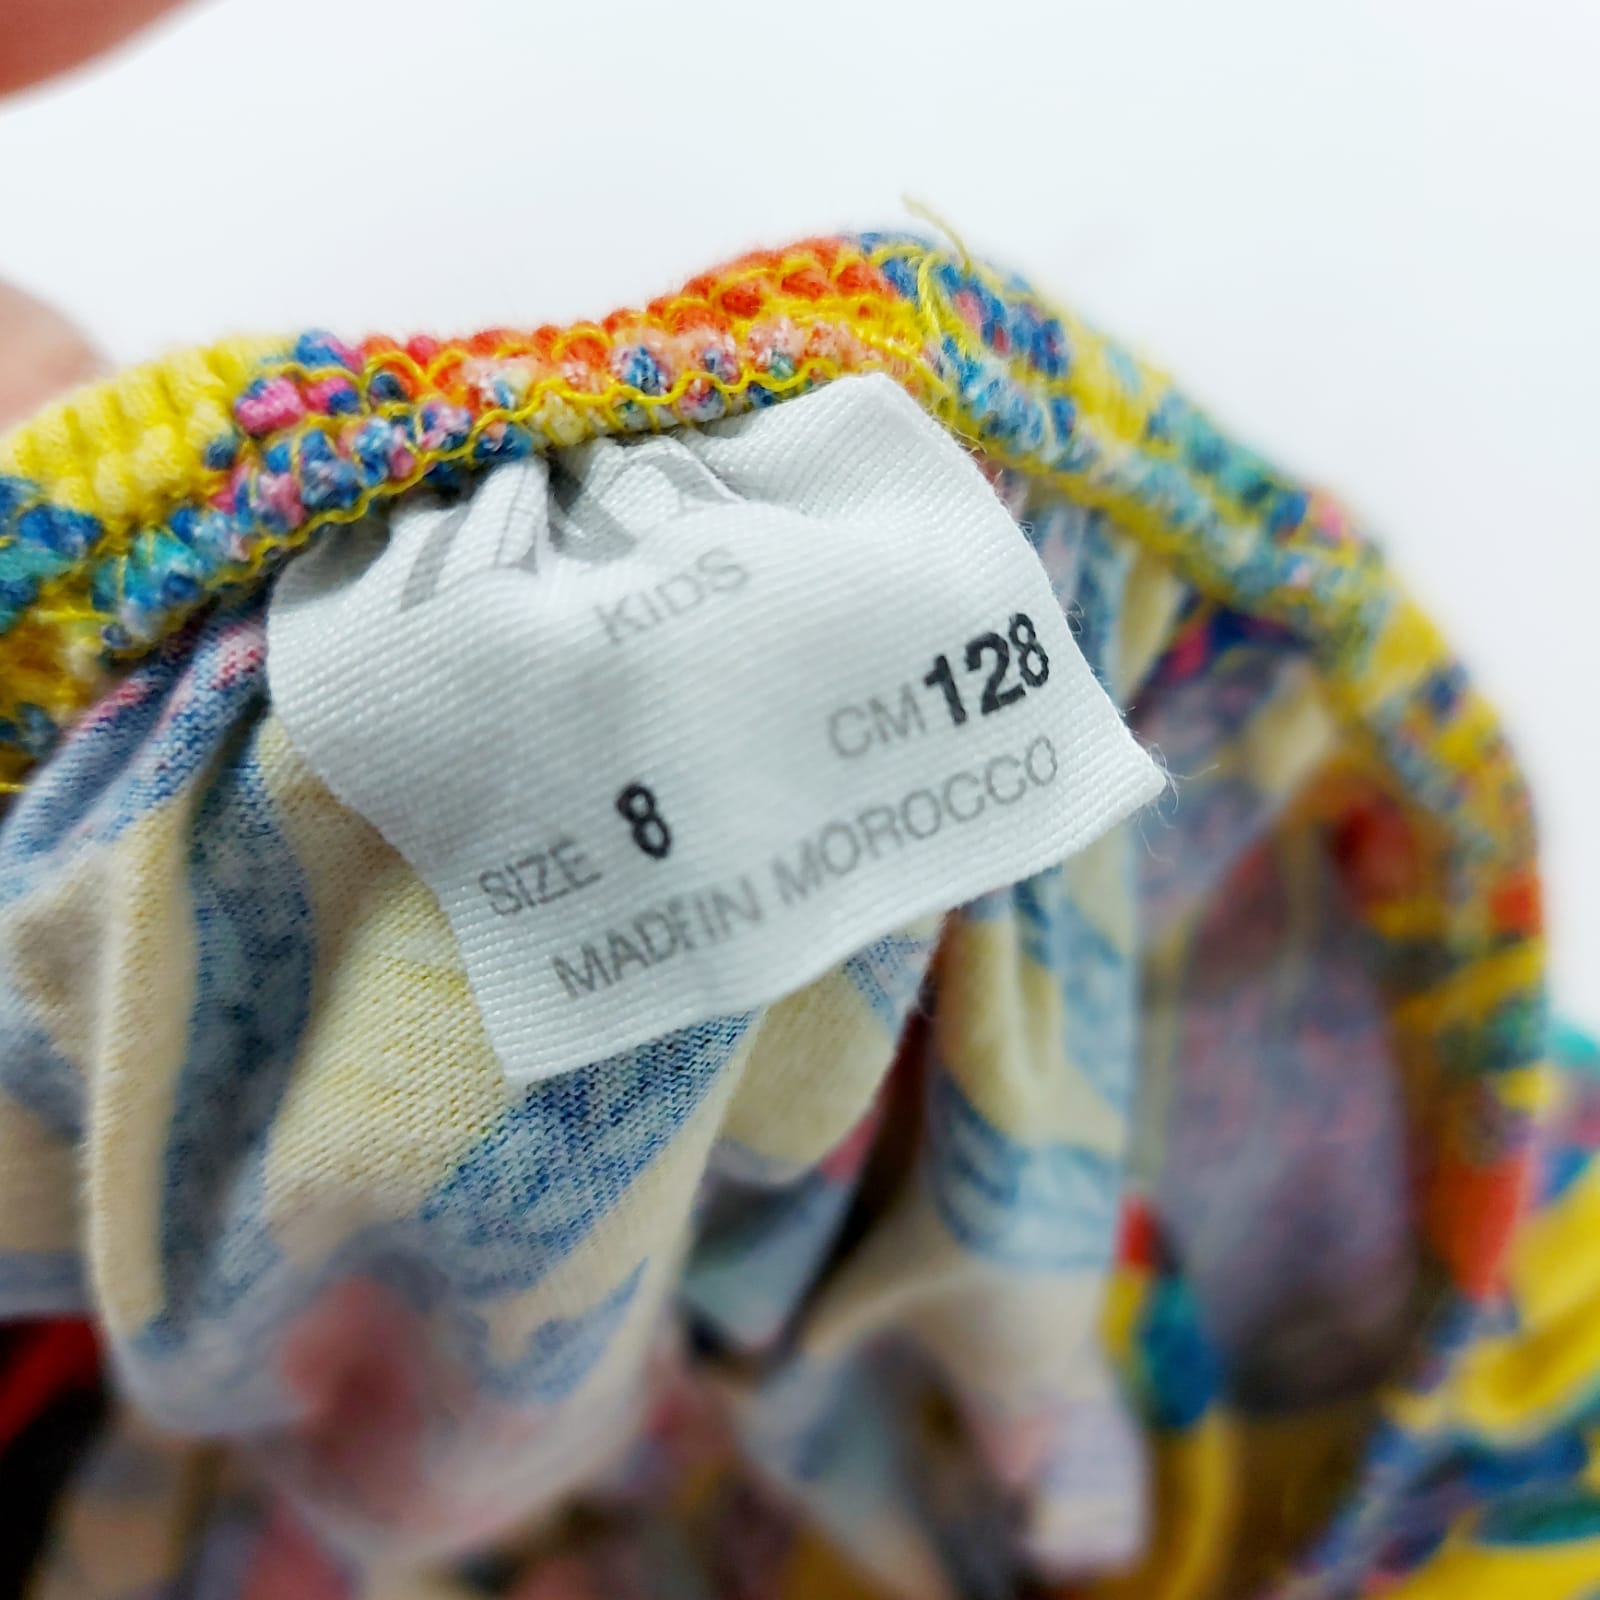 KIDS
CM 128
SIZE 8
MADE IN MOROCCO